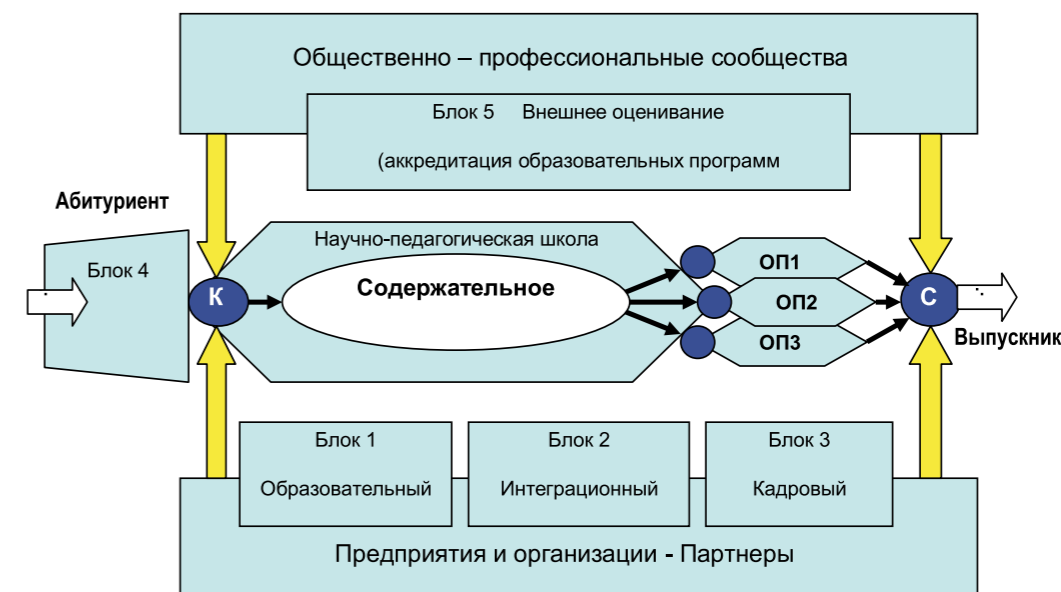 Общественно – профессиональные сообщества
Блок 5 Внешнее оценивание
(аккредитация образовательных программ
Абитуриент
Блок 4
Научно-педагогическая школа
К
Содержательное
ОП1
ОП2
ОП3
С
Выпускник
Блок 1
Образовательный
Блок 2
Интеграционный
Блок 3
Кадровый
Предприятия и организации - Партнеры